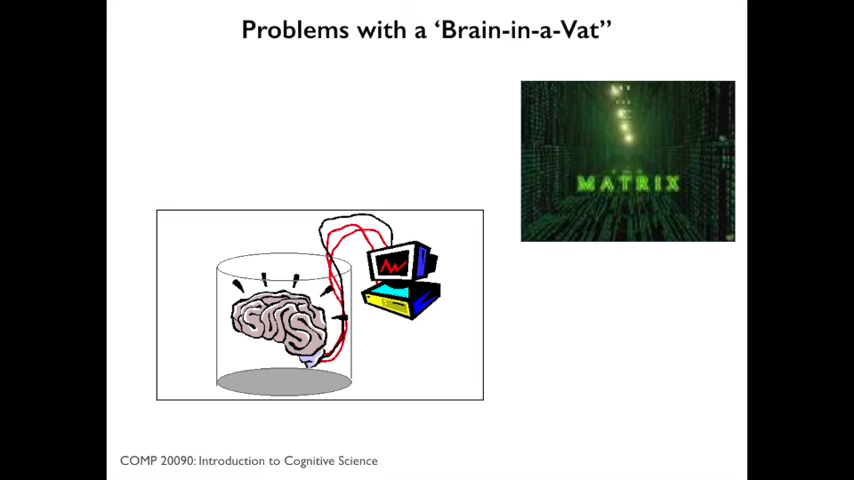 Problems with a ‘Brain-in-a-Vat”
MATRIX
COMP 20090: Introduction to Cognitive Science